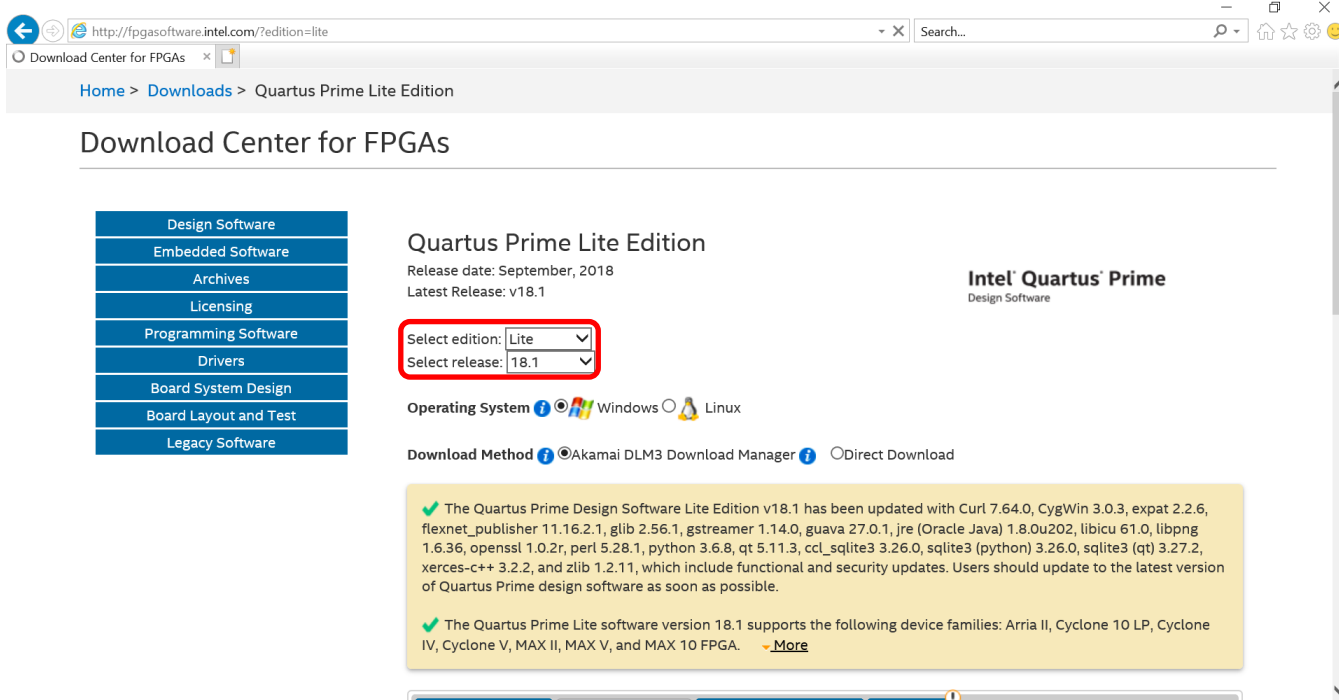 http://fpgasoftware.intel.com/?edition=lite
Search...
Download Center for FPGAs
Home > Downloads > Quartus Prime Lite Edition
Download Center for FPGAs
Design Software
Embedded Software
Archives
Licensing
Programming Software
Drivers
Board System Design
Board Layout and Test
Legacy Software
Quartus Prime Lite Edition
Release date: September, 2018
Latest Release: v18.1
Intel® Quartus® Prime
Design Software
Select edition: Lite
Select release: 18.1
Operating System Windows Linux
Download Method Akamai DLM3 Download Manager Direct Download
The Quartus Prime Design Software Lite Edition v18.1 has been updated with Curl 7.64.0, CygWin 3.0.3, expat 2.2.6,
flexnet_publisher 11.16.2.1, glib 2.56.1, gstreamer 1.14.0, guava 27.0.1, jre (Oracle Java) 1.8.0u202, libicu 61.0, libpng
1.6.36, openssl 1.0.2r, perl 5.28.1, python 3.6.8, qt 5.11.3, ccl_sqlite3 3.26.0, sqlite3 (python) 3.26.0, sqlite3 (qt) 3.27.2,
xerces-c++ 3.2.2, and zlib 1.2.11, which include functional and security updates. Users should update to the latest version
of Quartus Prime design software as soon as possible.
The Quartus Prime Lite software version 18.1 supports the following device families: Arria II, Cyclone 10 LP, Cyclone
IV, Cyclone V, MAX II, MAX V, and MAX 10 FPGA. More